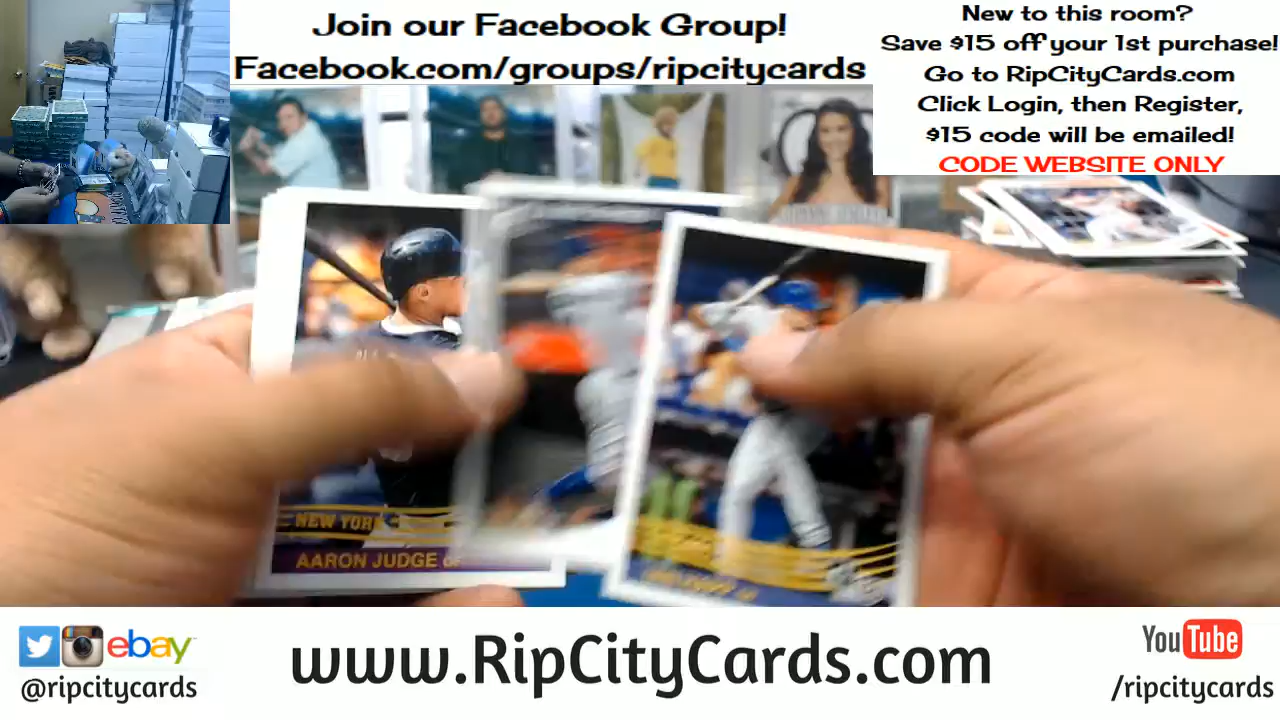 Join our Facebook Group!
Facebook.com/groups/ripcitycards
New to this room?
Save $15 off your 1st purchase!
Go to RipCityCards.com
Click Login, then Register,
$15 code will be emailed!
CODE WEBSITE ONLY
NEW YORK
AARON JUDGE OF
ebay
@ripcitycards
www.RipCityCards.com
YouTube
/ripcitycards